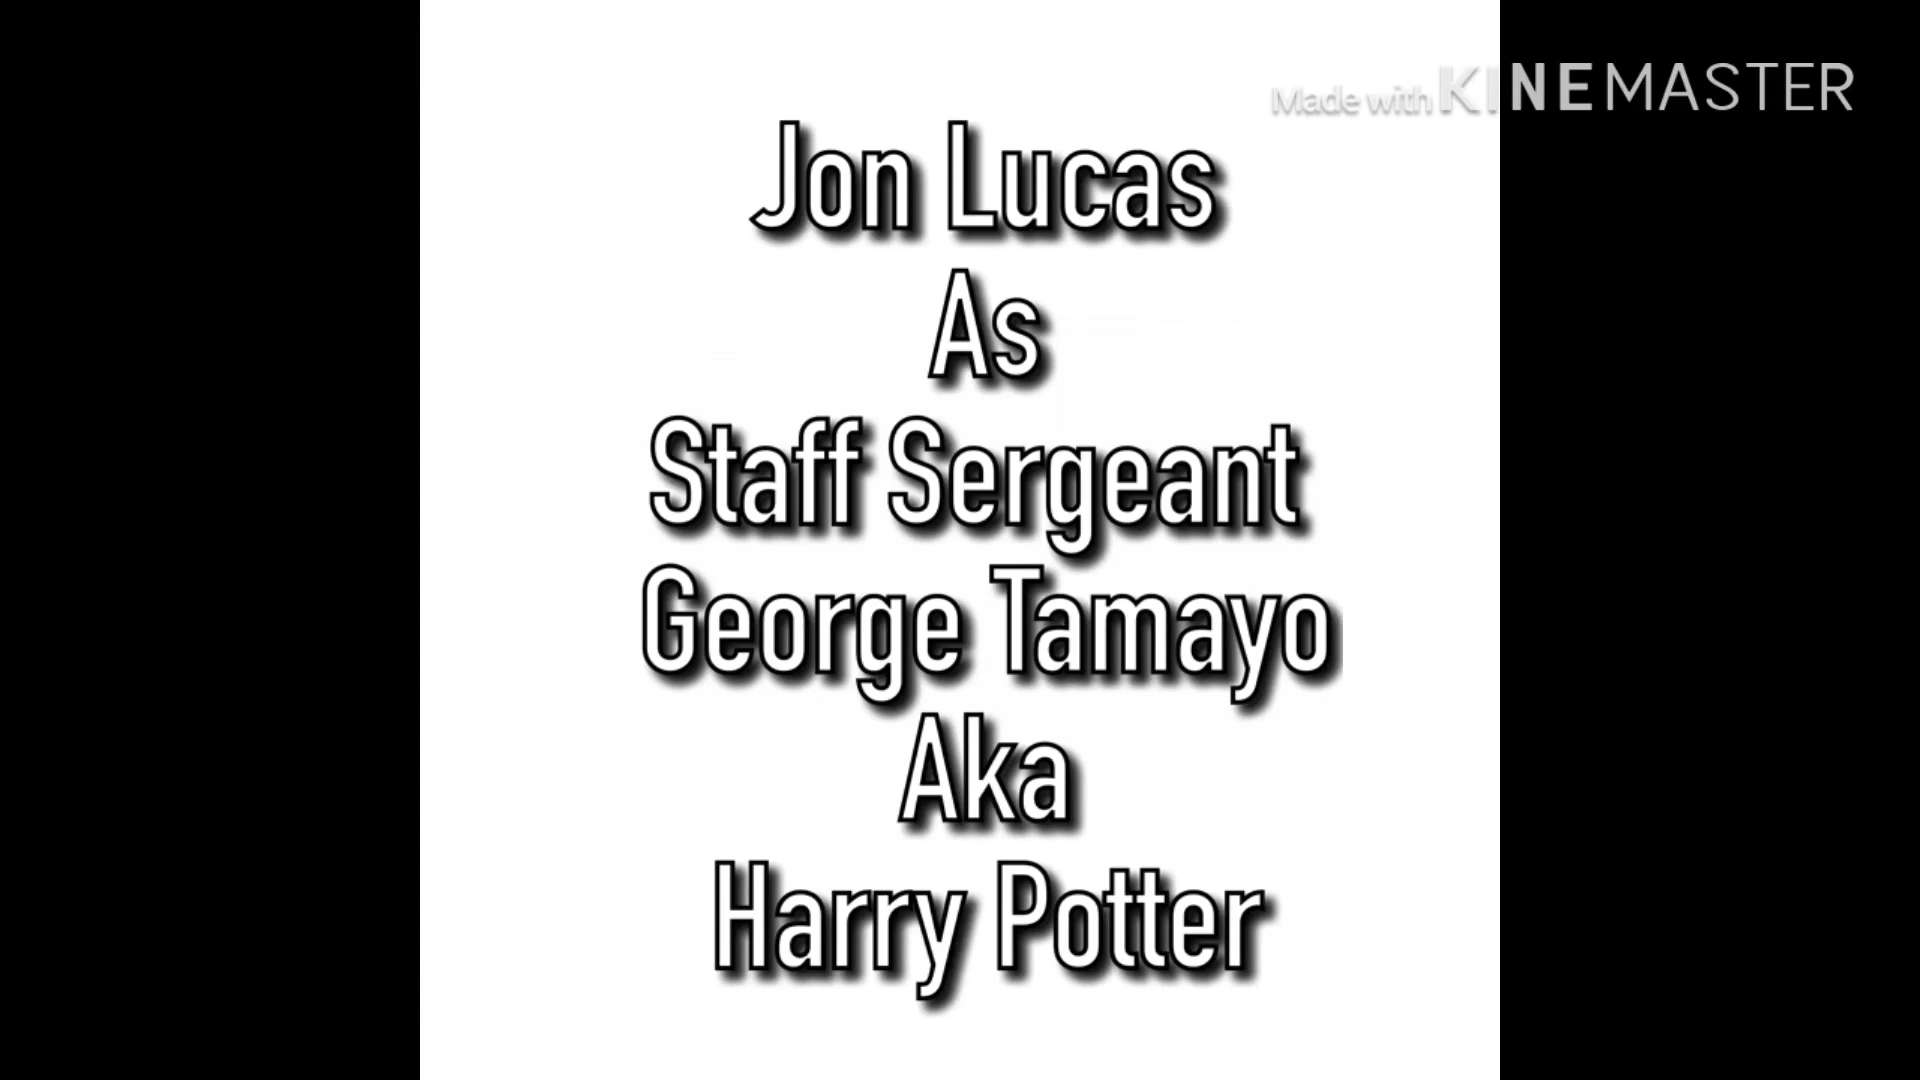 Made with KINEMASTER
Jon Lucas
As
Staff Sergeant
George Tamayo
Aka
Harry Potter